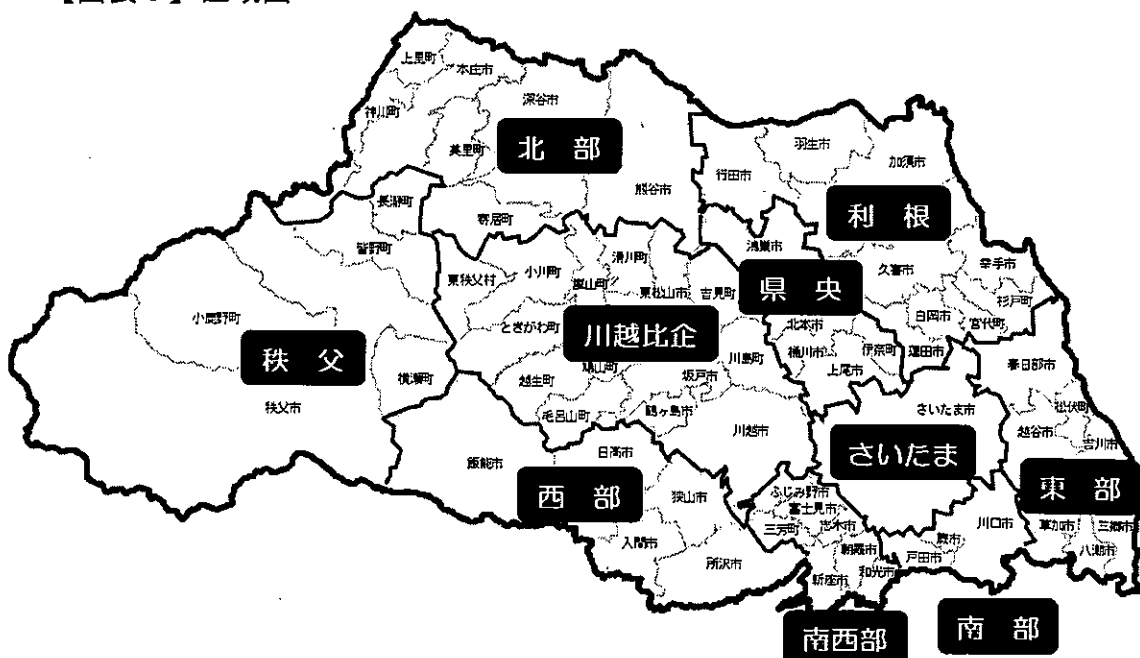 上里町
本庄市
深谷市
神川町
美里町
北部
熊谷市
寄居町
長瀞町
皆野町
小鹿野町
秩父
横瀬町
秩父市
行田市
羽生市
加須市
利根
鴻巣市
久喜市
幸手市
杉戸町
宮代町
白岡市
蓮田市
県央
北本市
桶川市
伊奈町
上尾市
東秩父村
小川町
嵐山町
滑川町
東松山市
吉見町
ときがわ町
川越比企
川島町
鳩山町
坂戸市
越生町
毛呂山町
鶴ヶ島市
川越市
さいたま市
さいたま
春日部市
松伏町
越谷市
吉川市
東部
草加市
三郷市
八潮市
飯能市
日高市
西部
狭山市
入間市
所沢市
ふじみ野市
富士見市
三芳町
志木市
朝霞市
新座市
和光市
南西部
川口市
蕨市
戸田市
南部